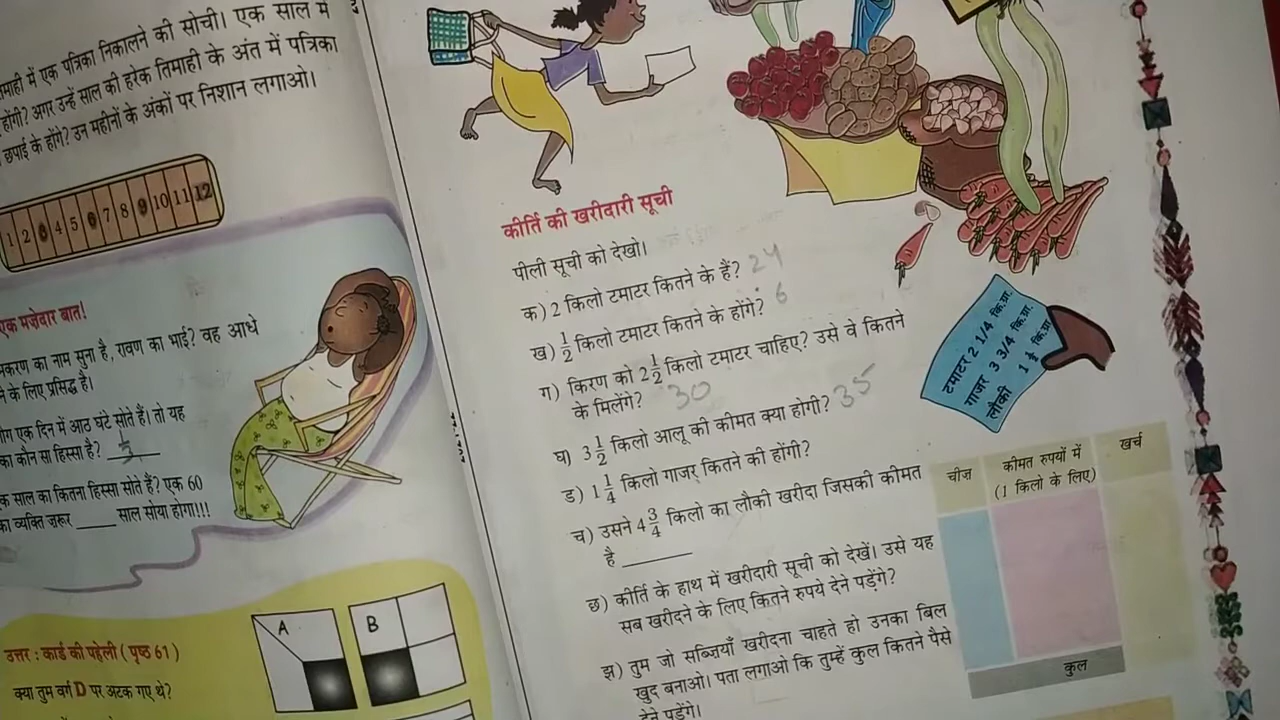 पत्रिका निकालने की सोची। एक साल में
में एक
होंगी? अगर उन्हें साल की हरेक तिमाही के अंत में पत्रिका
छपाई के होंगे? उन महीनों के अंकों पर निशान लगाओ।
1 2 3 4 5 6 7 8 9 10 11 12
एक मज़ेदार बात!
का नाम सुना है, रावण का भाई? वह आधे
के लिए प्रसिद्ध है।
एक दिन में आठ घंटे सोते हैं। तो यह
का कौन सा हिस्सा है?
साल का कितना हिस्सा सोते हैं? एक 60
का व्यक्ति ज़रूर ____ साल सोया होगा!!!
उत्तर : कार्ड की पहेली ( पृष्ठ 61 )
क्या तुम वर्ग D पर अटक गए थे?
A
B
कीर्ति की खरीदारी सूची
पीली सूची को देखो।
क) 2 किलो टमाटर कितने के हैं? 24
ख) 1/2 किलो टमाटर कितने के होंगे? 6
ग) किरण को 2 1/2 किलो टमाटर चाहिए? उसे वे कितने
के मिलेंगे? 30
घ) 3 1/2 किलो आलू की कीमत क्या होगी? 35
ड) 1 1/4 किलो गाजर कितने की होंगी?
च) उसने 4 3/4 किलो का लौकी खरीदा जिसकी कीमत
है ________
छ) कीर्ति के हाथ में खरीदारी सूची को देखें। उसे यह
सब खरीदने के लिए कितने रुपये देने पड़ेंगे?
झ) तुम जो सब्ज़ियाँ खरीदना चाहते हो उनका बिल
खुद बनाओ। पता लगाओ कि तुम्हें कुल कितने पैसे
देने पड़ेंगे।
टमाटर 2 1/4 कि.ग्रा.
गाजर 3 3/4 कि.ग्रा.
लौकी 1 कि.ग्रा.
चीज़
कीमत रुपयों में
(1 किलो के लिए)
खर्च
कुल